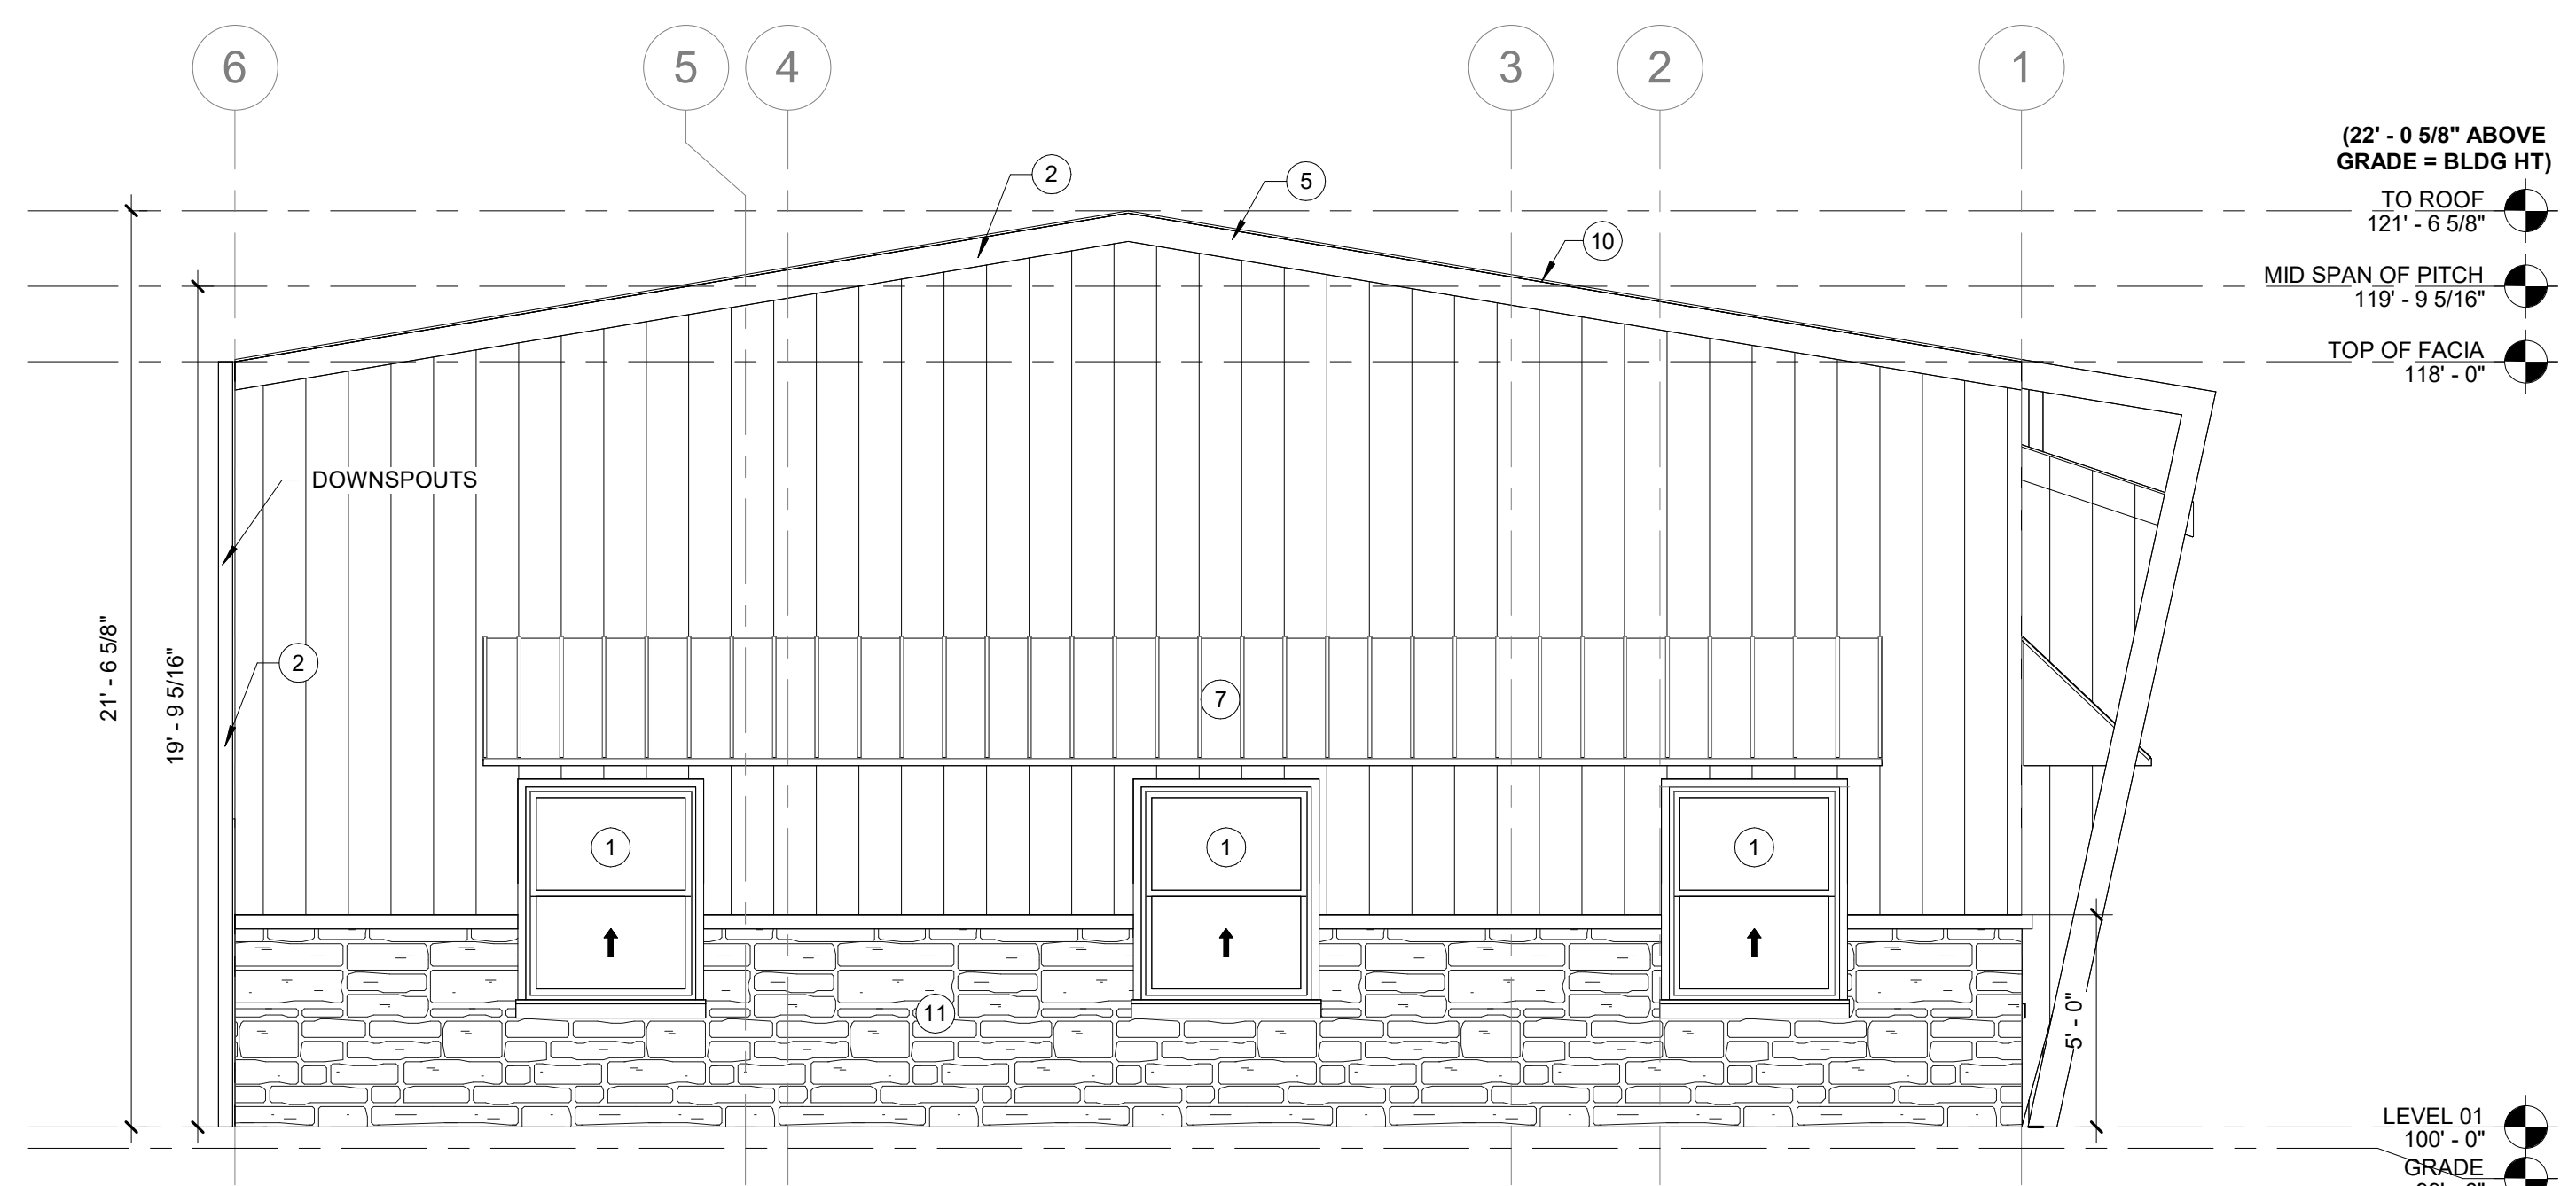 6
5
4
3
2
1
(22' - 0 5/8" ABOVE
GRADE = BLDG HT)
2
5
10
TO ROOF
121' - 6 5/8"
MID SPAN OF PITCH
119' - 9 5/16"
TOP OF FACIA
118' - 0"
DOWNSPOUTS
21' - 6 5/8"
19' - 9 5/16"
2
7
1
1
1
11
5' - 0"
LEVEL 01
100' - 0"
GRADE